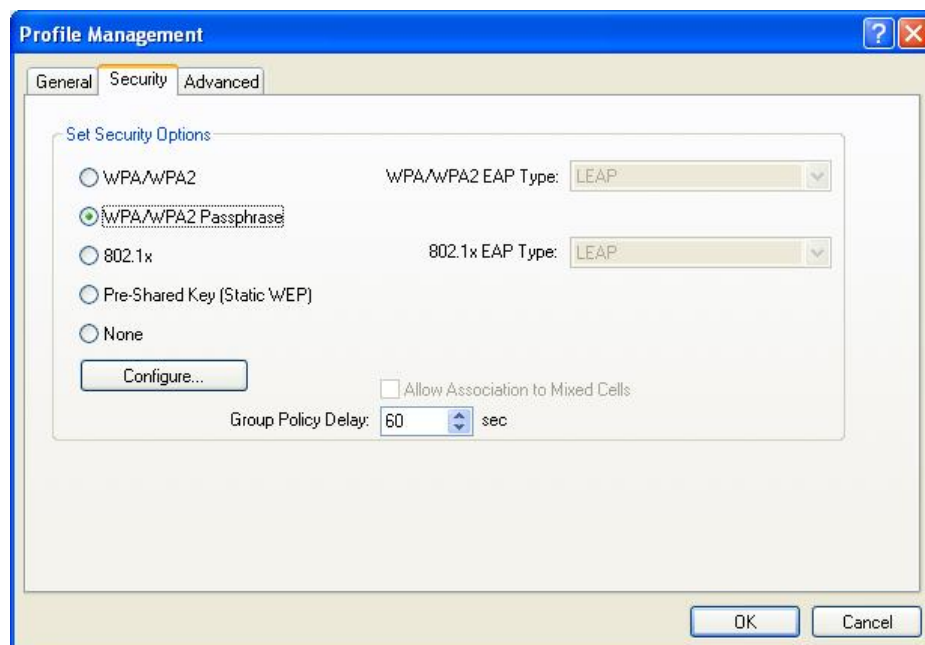 Profile Management
General Security Advanced
Set Security Options
WPA/WPA2 WPA/WPA2 EAP Type: LEAP
WPA/WPA2 Passphrase
802.1x 802.1x EAP Type: LEAP
Pre-Shared Key (Static WEP)
None
Configure...
Allow Association to Mixed Cells
Group Policy Delay: 60 sec
OK Cancel